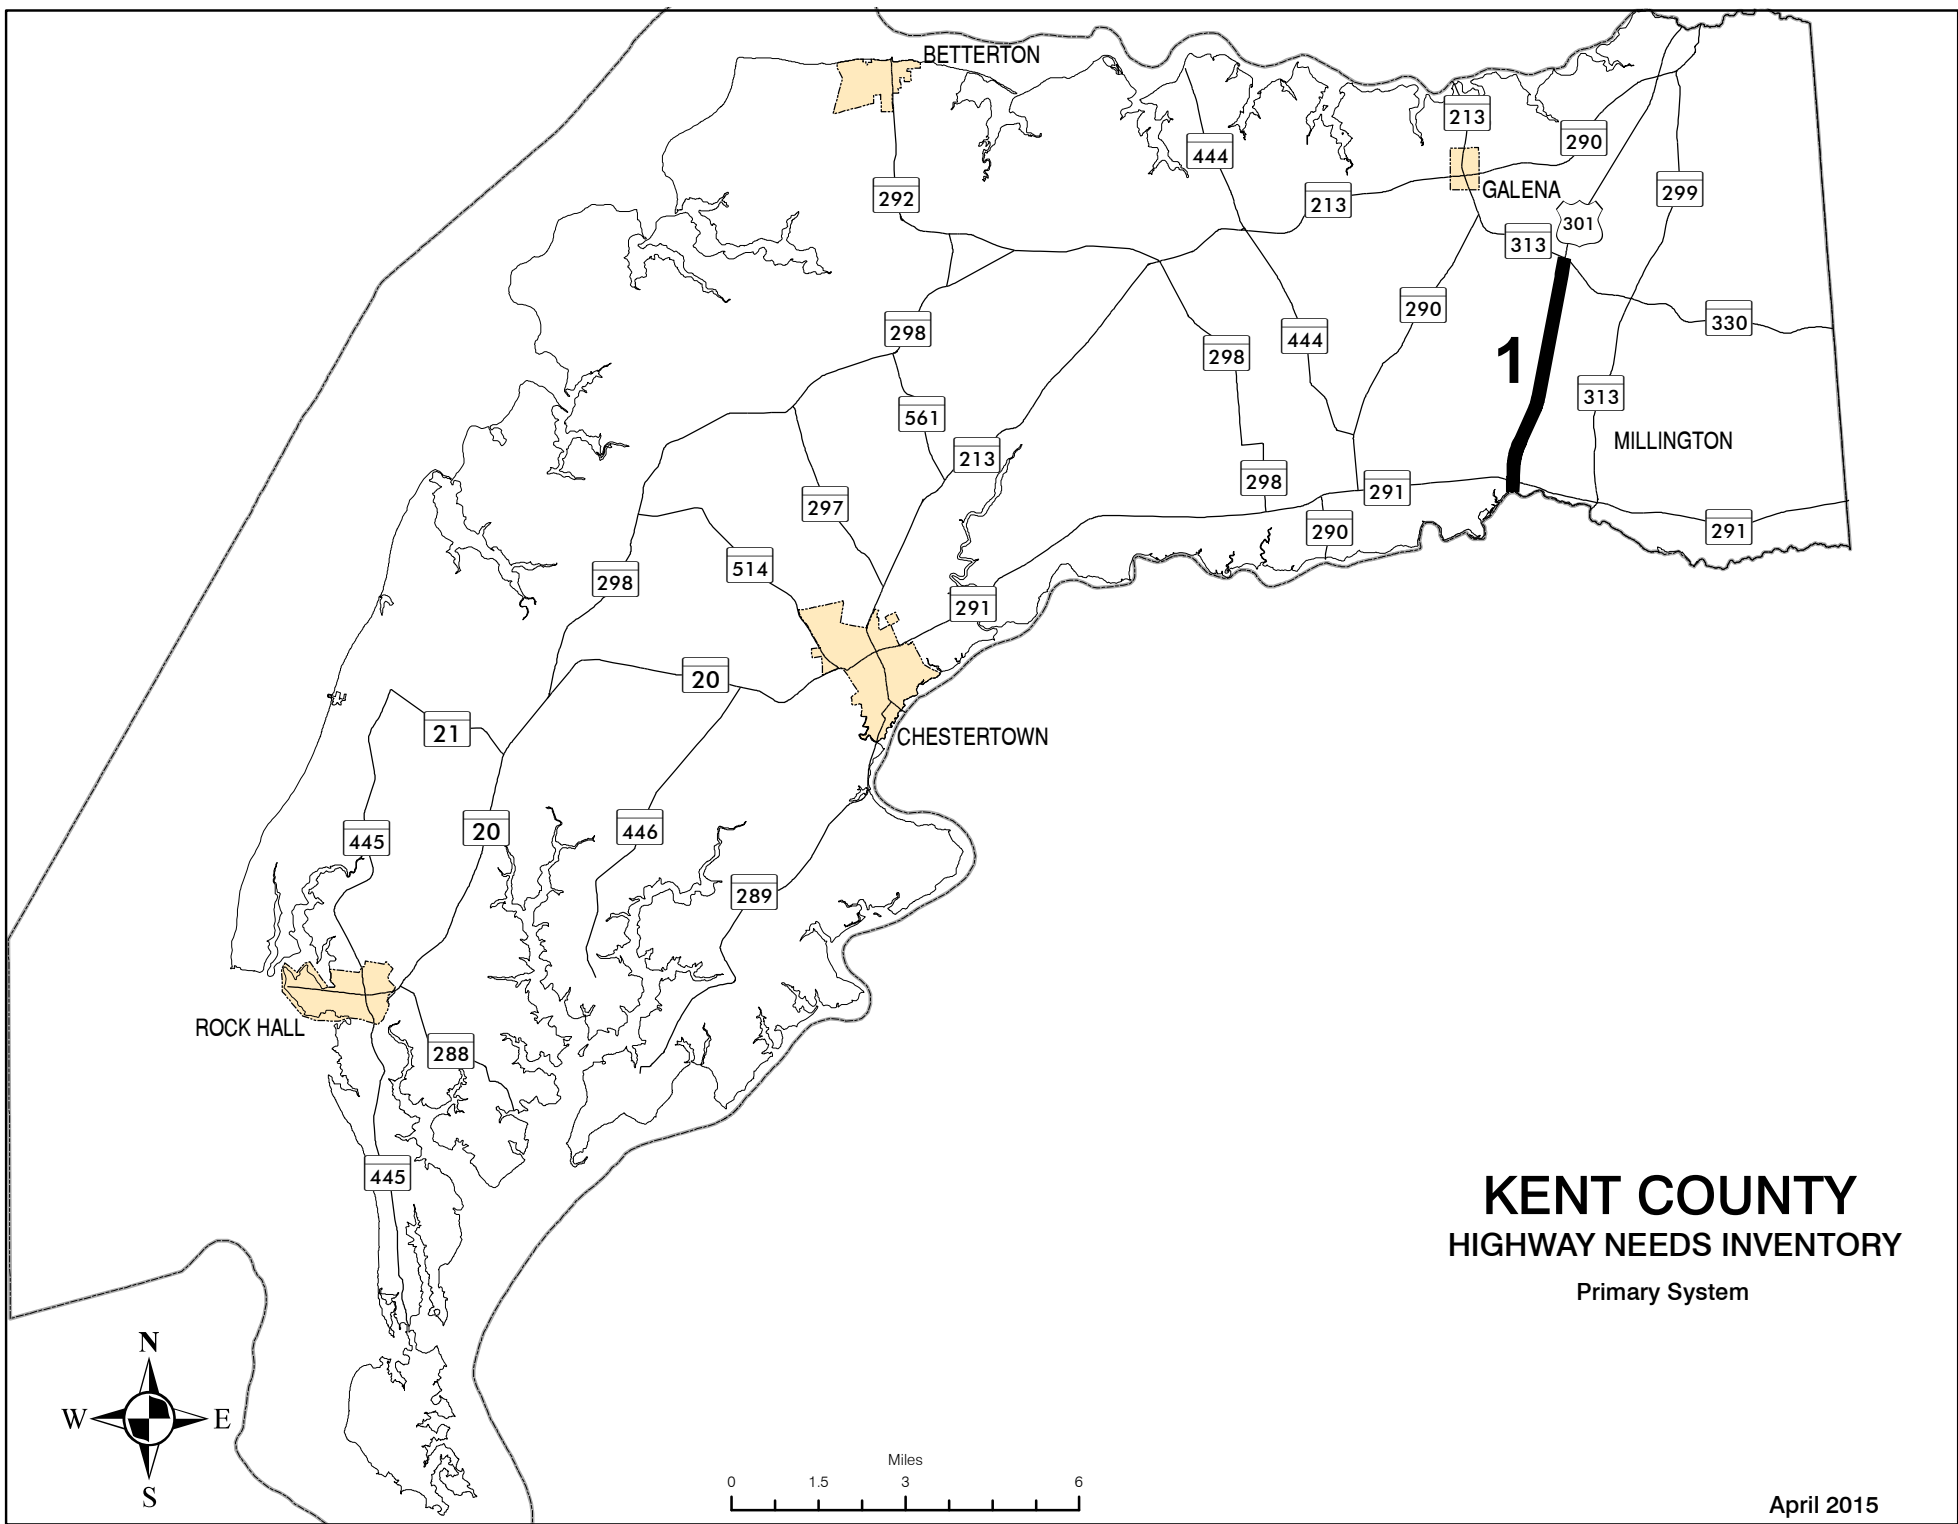 BETTERTON
213
290
444
292
GALENA
299
213
301
313
290
330
298
444
298
313
561
MILLINGTON
213
298
291
297
290
291
514
298
291
20
21
CHESTERTOWN
445
20
446
289
ROCK HALL
288
445
1
KENT COUNTY
HIGHWAY NEEDS INVENTORY
Primary System
N
W E
S
Miles
0 1.5 3 6
April 2015